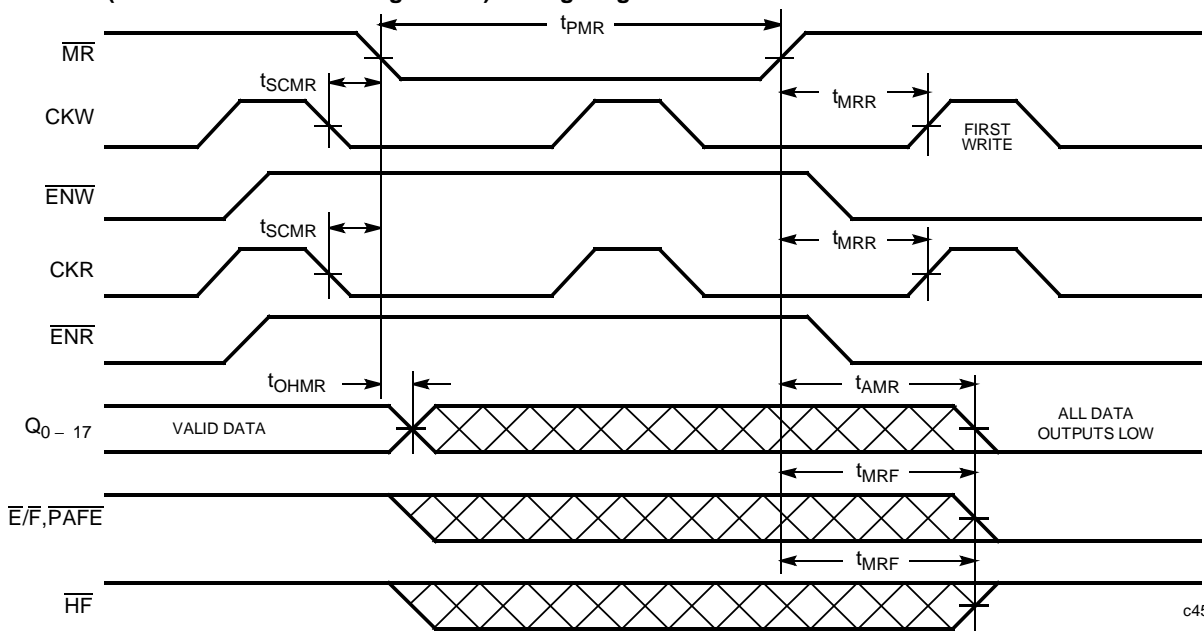 tPMR
MR
tSCMR
tMRR
CKW
FIRST
WRITE
ENW
tSCMR
tMRR
CKR
ENR
tOHMR
tAMR
Q0 – 17
VALID DATA
ALL DATA
OUTPUTS LOW
tMRF
E/F,PAFE
tMRF
HF
c45